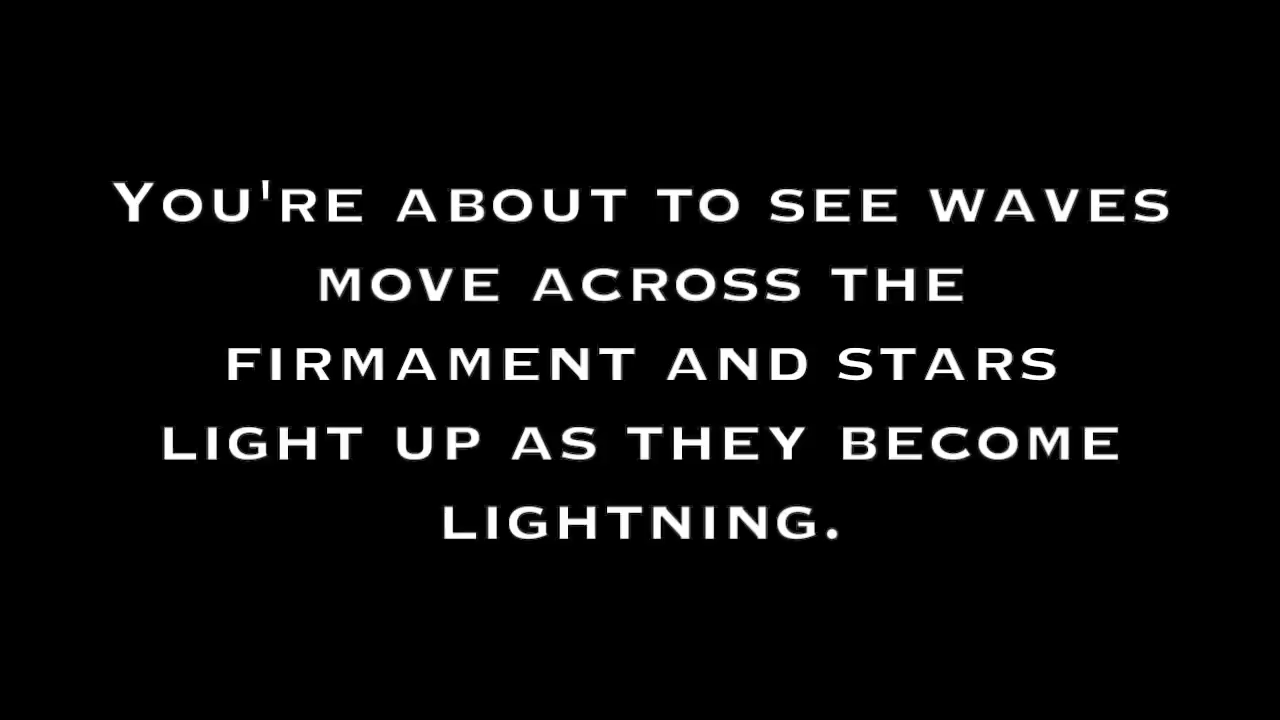 You're about to see waves
move across the
firmament and stars
light up as they become
lightning.